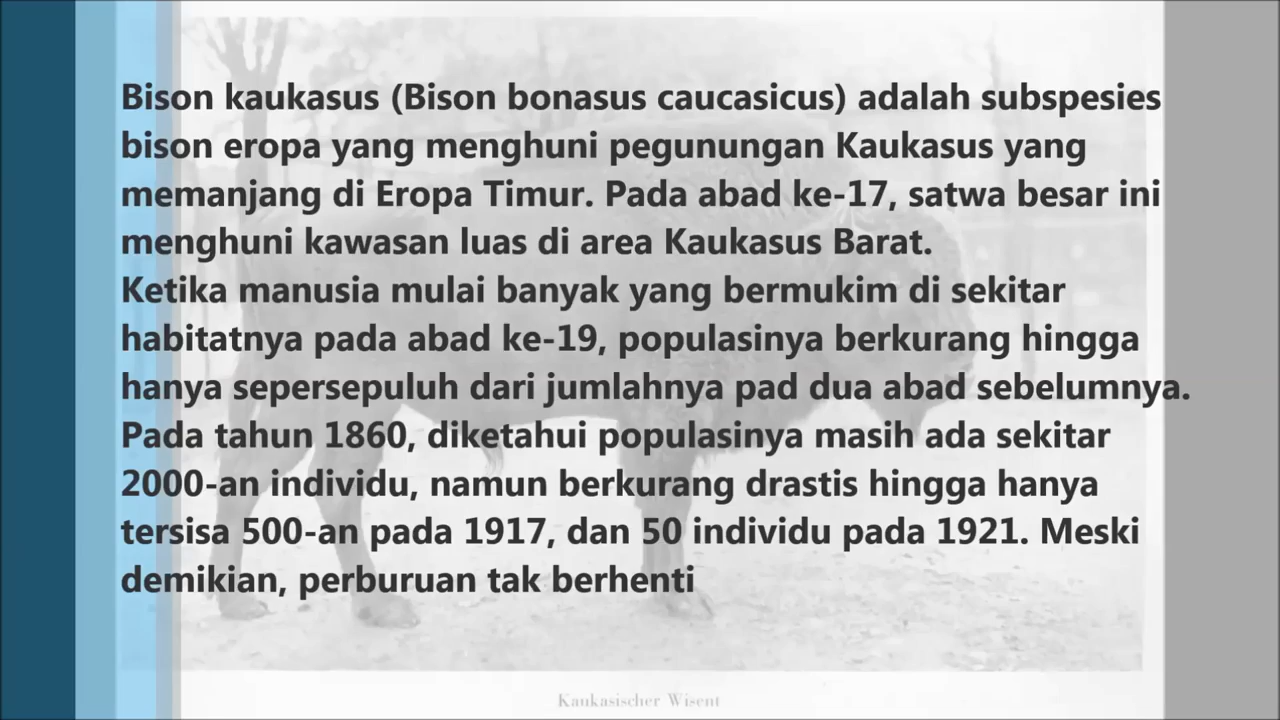 Bison kaukasus (Bison bonasus caucasicus) adalah subspesies
bison eropa yang menghuni pegunungan Kaukasus yang
memanjang di Eropa Timur. Pada abad ke-17, satwa besar ini
menghuni kawasan luas di area Kaukasus Barat.
Ketika manusia mulai banyak yang bermukim di sekitar
habitatnya pada abad ke-19, populasinya berkurang hingga
hanya sepersepuluh dari jumlahnya pad dua abad sebelumnya.
Pada tahun 1860, diketahui populasinya masih ada sekitar
2000-an individu, namun berkurang drastis hingga hanya
tersisa 500-an pada 1917, dan 50 individu pada 1921. Meski
demikian, perburuan tak berhenti
Kaukasischer Wisent